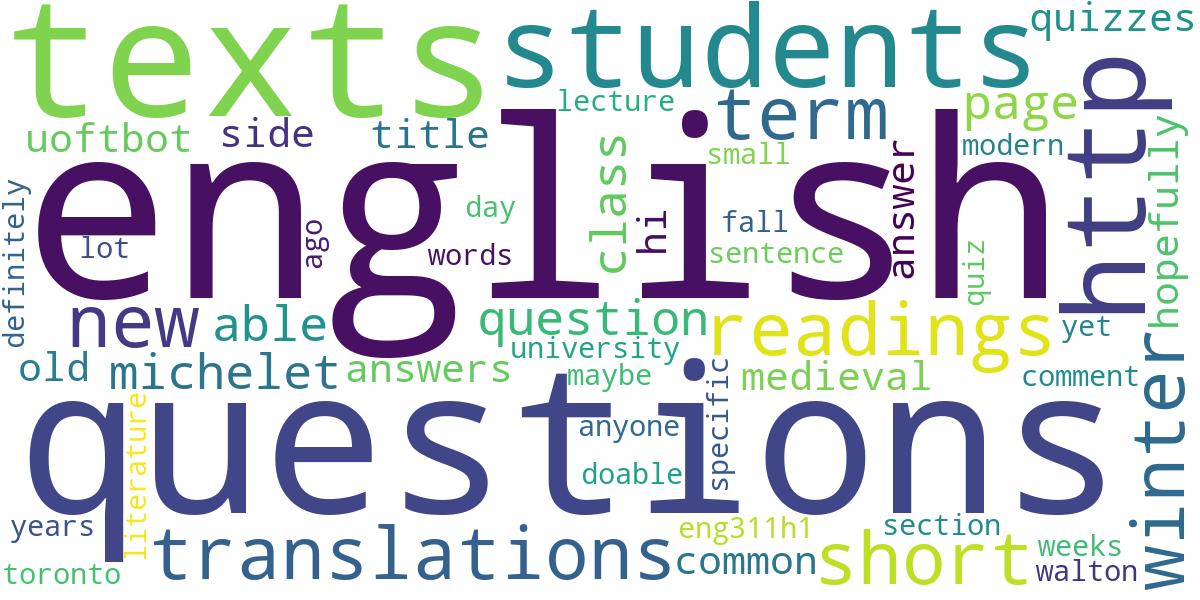 texts
students
quizzes
uoftbot
side
title
lecture
term
page
http
english
class
small
modern
hi
answer
hopefully
definitely
lot
ago
day
words
fall
sentence
quiz
new
able
question
readings
yet
university
old
michelet
answers
maybe
medieval
comment
winter
questions
literature
anyone
specific
doable
years
translations
eng311h1
section
common
short
weeks
walton
toronto